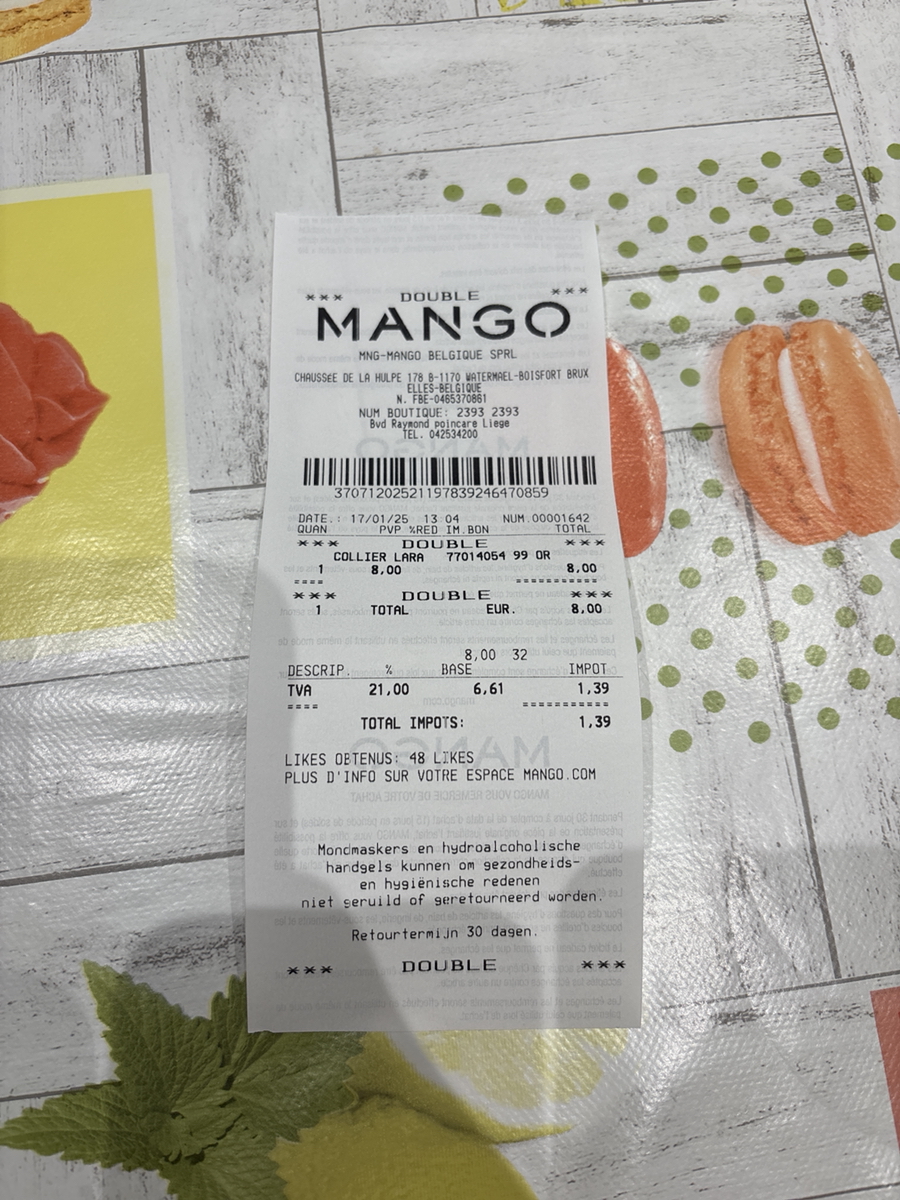 *** DOUBLE ***
MANGO
MNG-MANGO BELGIQUE SPRL
CHAUSSéE DE LA HULPE 178 B-1170 WATERMAEL-BOISFORT BRUX
ELLES-BELGIQUE
N. FBE-0465370861
NUM BOUTIQUE: 2393 2393
Bvd Raymond poincare Liege
TEL. 042534200
37071202521197839246470859
DATE.: 17/01/25 13 04 NUM.00001642
QUAN PVP %RED IM.BON TOTAL
*** DOUBLE ***
COLLIER LARA 77014054 99 OR
1 8,00 8,00
==== ===========
*** DOUBLE ***
1 TOTAL EUR. 8,00
8,00 32
DESCRIP. % BASE IMPOT
TVA 21,00 6,61 1,39
==== ===========
TOTAL IMPOTS: 1,39
LIKES OBTENUS: 48 LIKES
PLUS D'INFO SUR VOTRE ESPACE MANGO.COM
Mondmaskers en hydroalcoholische
handgels kunnen om gezondheids-
en hygiënische redenen
niet geruild of geretourneerd worden.
Retourtermijn 30 dagen.
*** DOUBLE ***